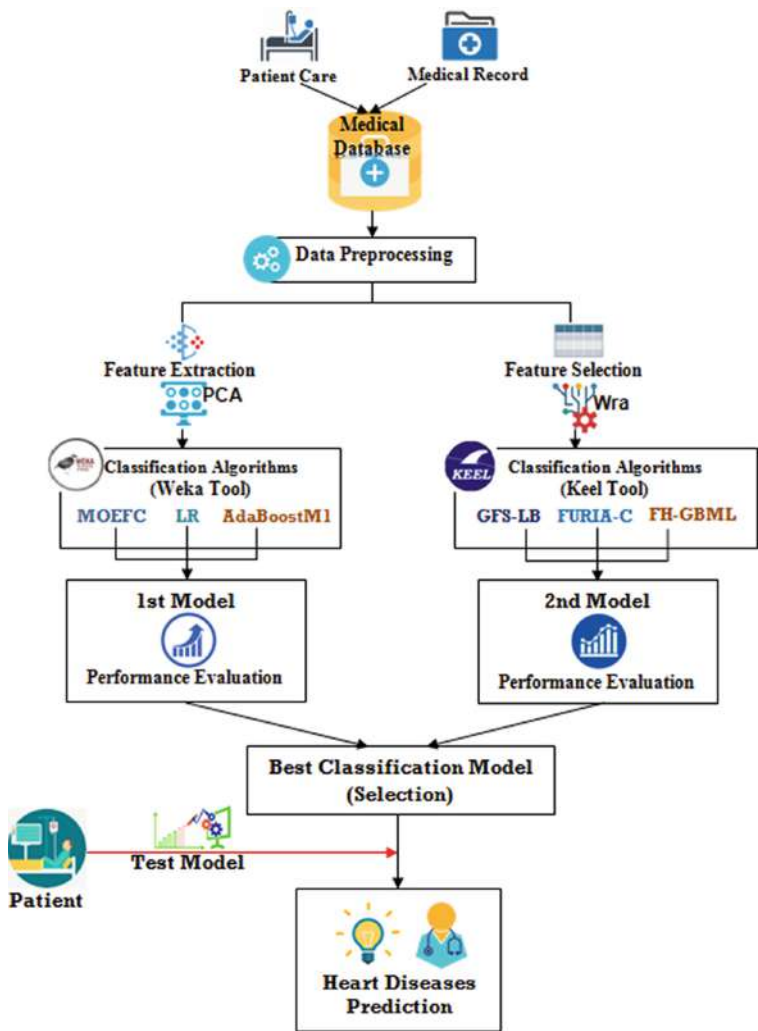 Patient Care
Medical Record
Medical
Database
Data Preprocessing
Feature Extraction
PCA
Feature Selection
Wra
WEKA
Classification Algorithms
(Weka Tool)
MOEFC LR AdaBoostM1
KEEL
Classification Algorithms
(Keel Tool)
GFS-LB FURIA-C FH-GBML
1st Model
Performance Evaluation
2nd Model
Performance Evaluation
Best Classification Model
(Selection)
Test Model
Patient
Heart Diseases
Prediction